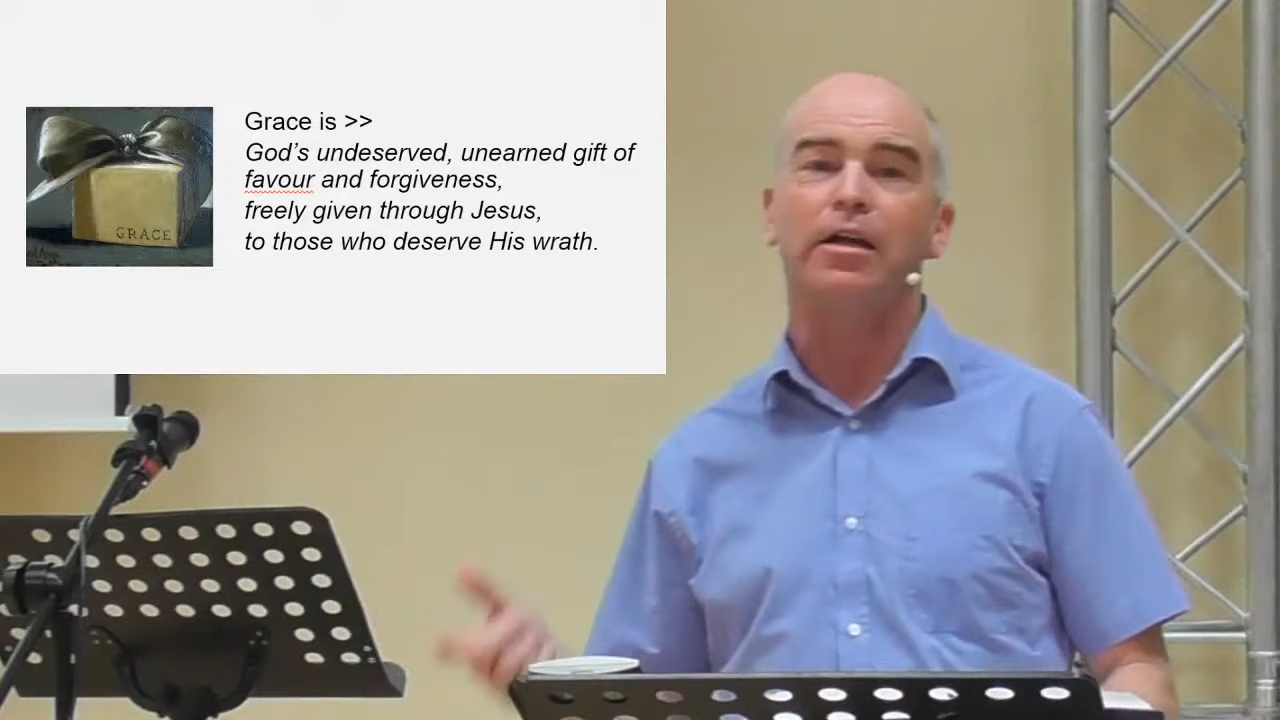 Grace is >>
God's undeserved, unearned gift of
favour and forgiveness,
freely given through Jesus,
to those who deserve His wrath.
GRACE